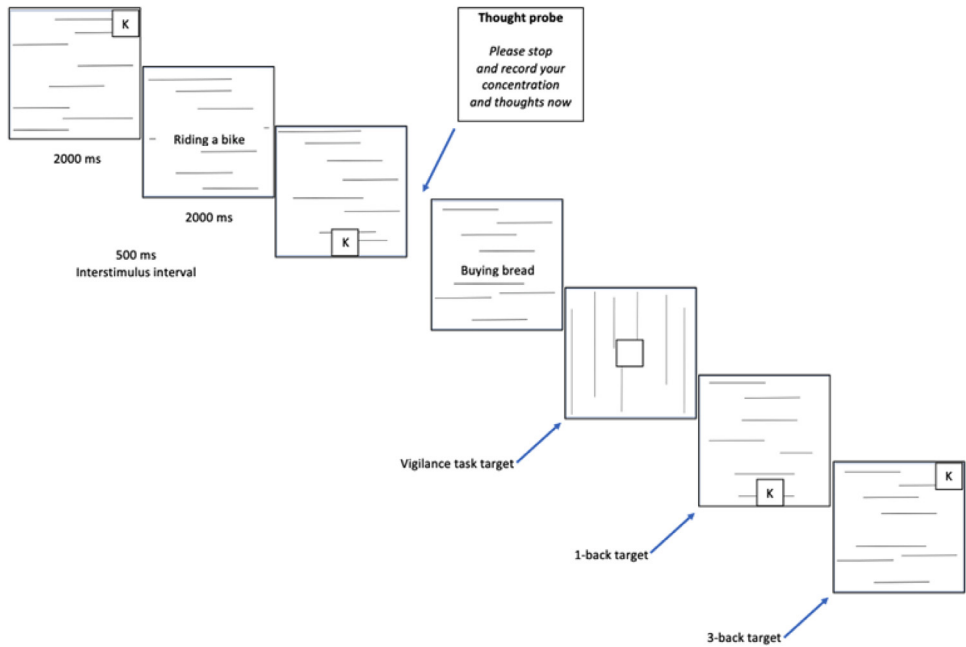 K
2000 ms
Riding a bike
2000 ms
500 ms
Interstimulus interval
K
Thought probe
Please stop
and record your
concentration
and thoughts now
Buying bread
Vigilance task target
K
1-back target
K
3-back target